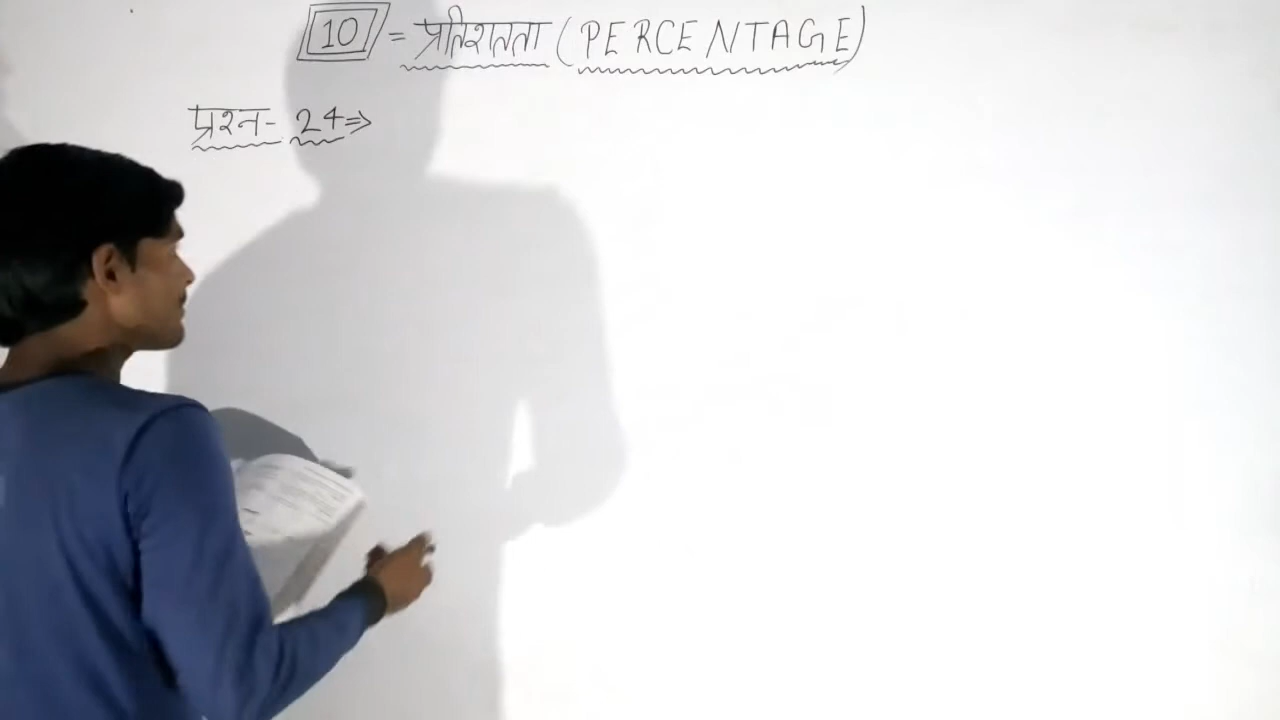 10 = प्रतिशतता (PERCENTAGE)
प्रश्न- 24⇒